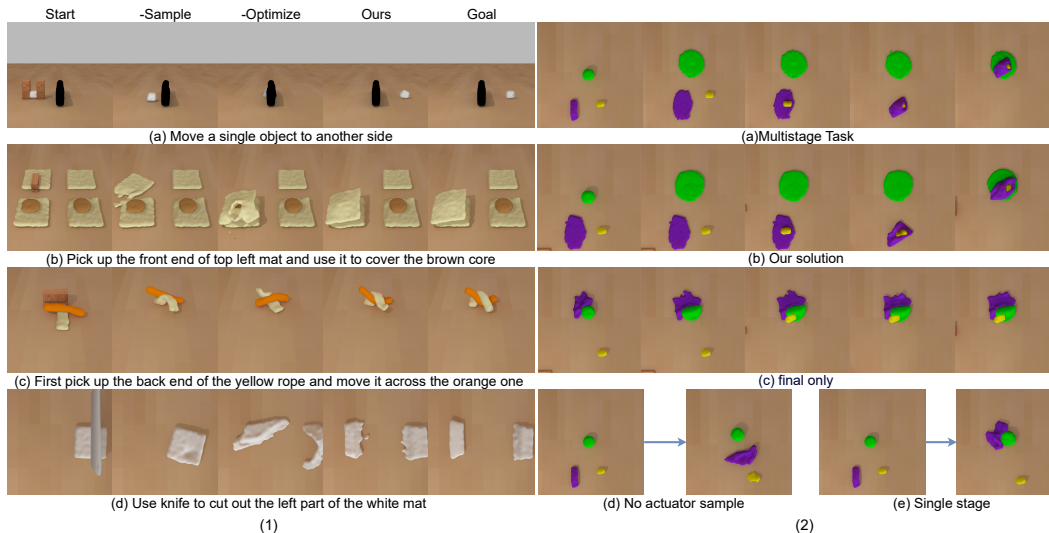 Start -Sample -Optimize Ours Goal
(a) Move a single object to another side
(b) Pick up the front end of top left mat and use it to cover the brown core
(c) First pick up the back end of the yellow rope and move it across the orange one
(d) Use knife to cut out the left part of the white mat
(1)
(a)Multistage Task
(b) Our solution
(c) final only
(d) No actuator sample (e) Single stage
(2)